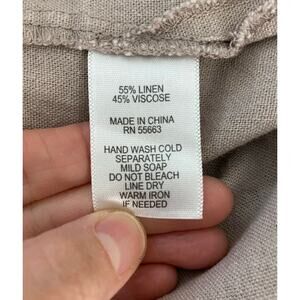 55% LINEN
45% VISCOSE
MADE IN CHINA
RN 55663
HAND WASH COLD
SEPARATELY
MILD SOAP
DO NOT BLEACH
LINE DRY
WARM IRON
IF NEEDED